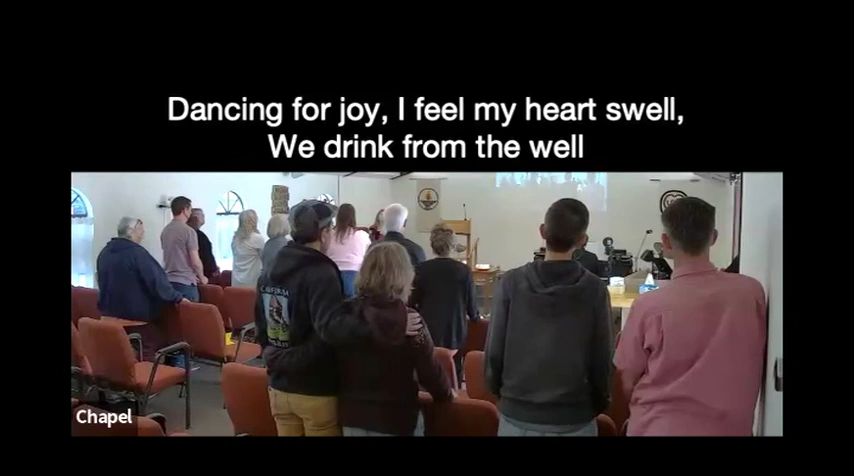 Dancing for joy, I feel my heart swell,
We drink from the well
Chapel